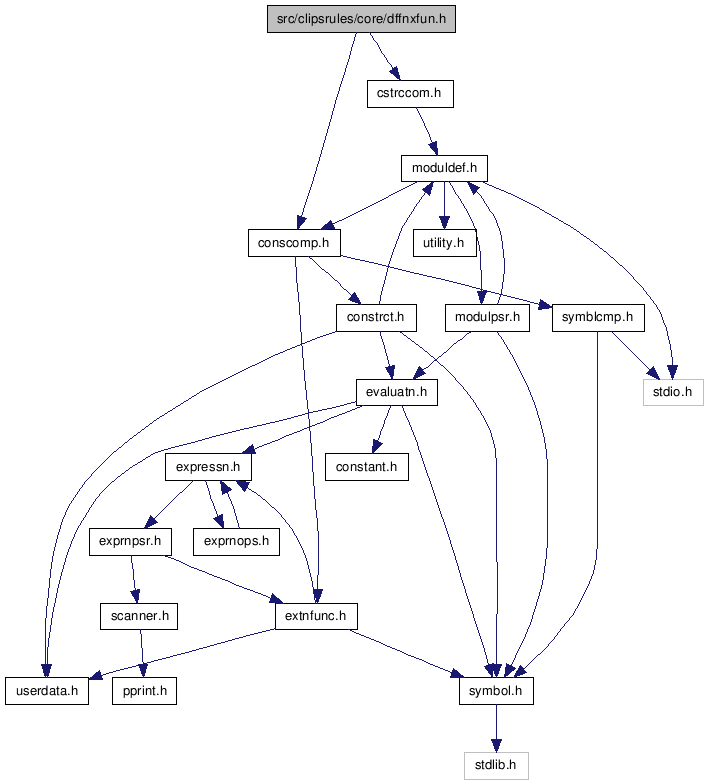 src/clipsrules/core/dffnxfun.h
cstrccom.h
moduldef.h
conscomp.h
utility.h
constrct.h
modulpsr.h
symblcmp.h
evaluatn.h
stdio.h
expressn.h
constant.h
exprnpsr.h
exprnops.h
scanner.h
extnfunc.h
userdata.h
pprint.h
symbol.h
stdlib.h